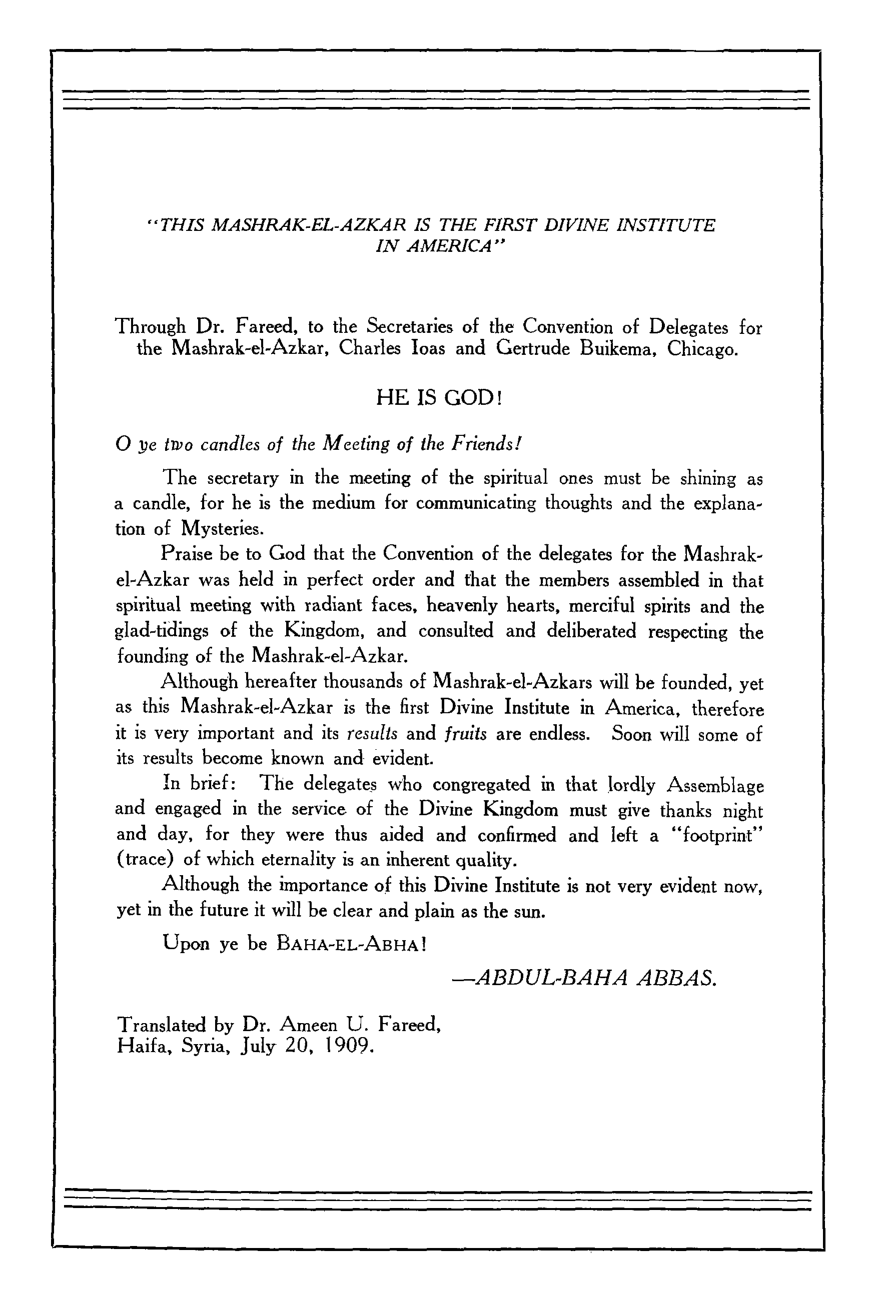 “THIS MASHRAK-EL-AZKAR IS THE FIRST DIVINE INSTITUTE
IN AMERICA”
Through Dr. Fareed, to the Secretaries of the Convention of Delegates for
the Mashrak-el-Azkar, Charles Ioas and Gertrude Buikema, Chicago.
HE IS GOD!
O ye two candles of the Meeting of the Friends!
The secretary in the meeting of the spiritual ones must be shining as
a candle, for he is the medium for communicating thoughts and the explana-
tion of Mysteries.
Praise be to God that the Convention of the delegates for the Mashrak-
el-Azkar was held in perfect order and that the members assembled in that
spiritual meeting with radiant faces, heavenly hearts, merciful spirits and the
glad-tidings of the Kingdom, and consulted and deliberated respecting the
founding of the Mashrak-el-Azkar.
Although hereafter thousands of Mashrak-el-Azkars will be founded, yet
as this Mashrak-el-Azkar is the first Divine Institute in America, therefore
it is very important and its results and fruits are endless. Soon will some of
its results become known and evident.
In brief: The delegates who congregated in that lordly Assemblage
and engaged in the service of the Divine Kingdom must give thanks night
and day, for they were thus aided and confirmed and left a “footprint”
(trace) of which eternality is an inherent quality.
Although the importance of this Divine Institute is not very evident now,
yet in the future it will be clear and plain as the sun.
Upon ye be BAHA-EL-ABHA!
—ABDUL-BAHA ABBAS.
Translated by Dr. Ameen U. Fareed,
Haifa, Syria, July 20, 1909.